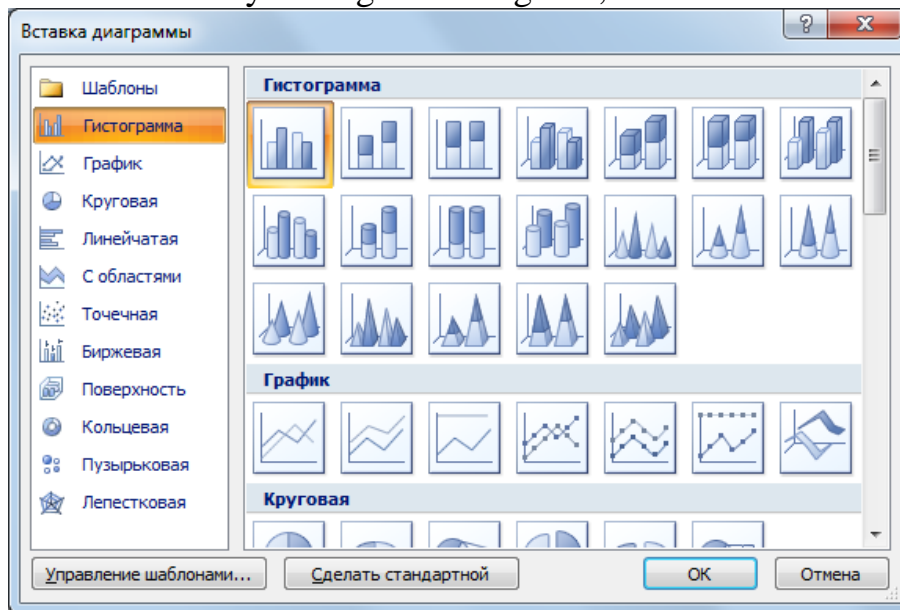 Вставка диаграммы
Шаблоны
Гистограмма
График
Круговая
Линейчатая
С областями
Точечная
Биржевая
Поверхность
Кольцевая
Пузырьковая
Лепестковая
Гистограмма
График
Круговая
Управление шаблонами...
Сделать стандартной
ОК
Отмена